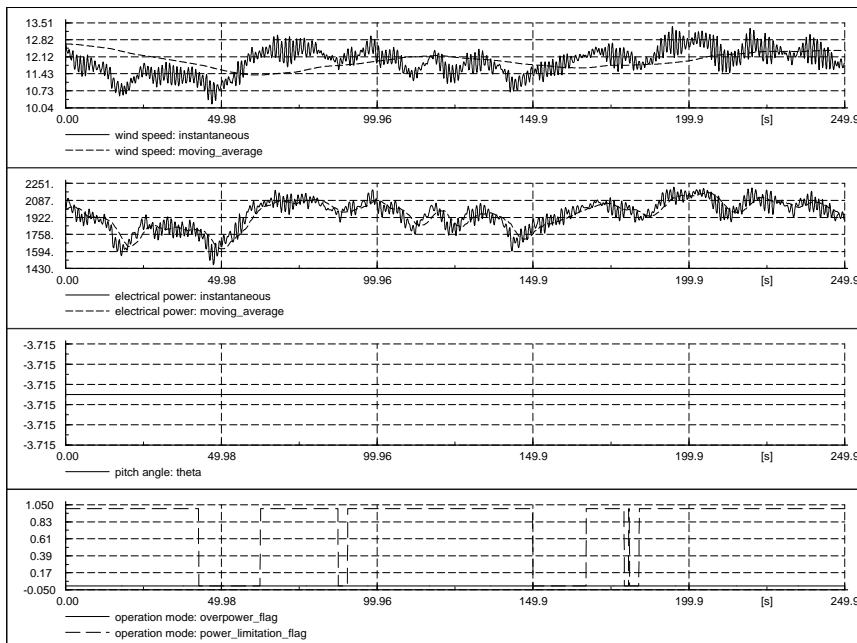 13.51
12.82
12.12
11.43
10.73
10.04
0.00 49.98 99.96 149.9 199.9 [s] 249.9
wind speed: instantaneous
wind speed: moving_average
2251.
2087.
1922.
1758.
1594.
1430.
0.00 49.98 99.96 149.9 199.9 [s] 249.9
electrical power: instantaneous
electrical power: moving_average
-3.715
-3.715
-3.715
-3.715
-3.715
-3.715
0.00 49.98 99.96 149.9 199.9 [s] 249.9
pitch angle: theta
1.050
0.83
0.61
0.39
0.17
-0.050
0.00 49.98 99.96 149.9 199.9 [s] 249.9
operation mode: overpower_flag
operation mode: power_limitation_flag